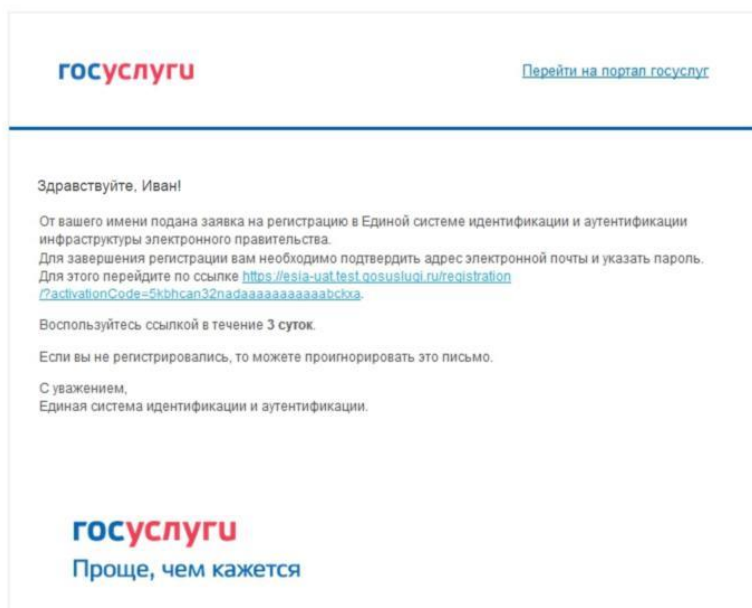 госуслуги
Перейти на портал госуслуг
Здравствуйте, Иван!
От вашего имени подана заявка на регистрацию в Единой системе идентификации и аутентификации
инфраструктуры электронного правительства.
Для завершения регистрации вам необходимо подтвердить адрес электронной почты и указать пароль.
Для этого перейдите по ссылке https://esia-uat.test.gosuslugi.ru/registration
/?activationCode=5kbhcan32nadaaaaaaaaaaabckxa.
Воспользуйтесь ссылкой в течение 3 суток.
Если вы не регистрировались, то можете проигнорировать это письмо.
С уважением,
Единая система идентификации и аутентификации.
госуслуги
Проще, чем кажется